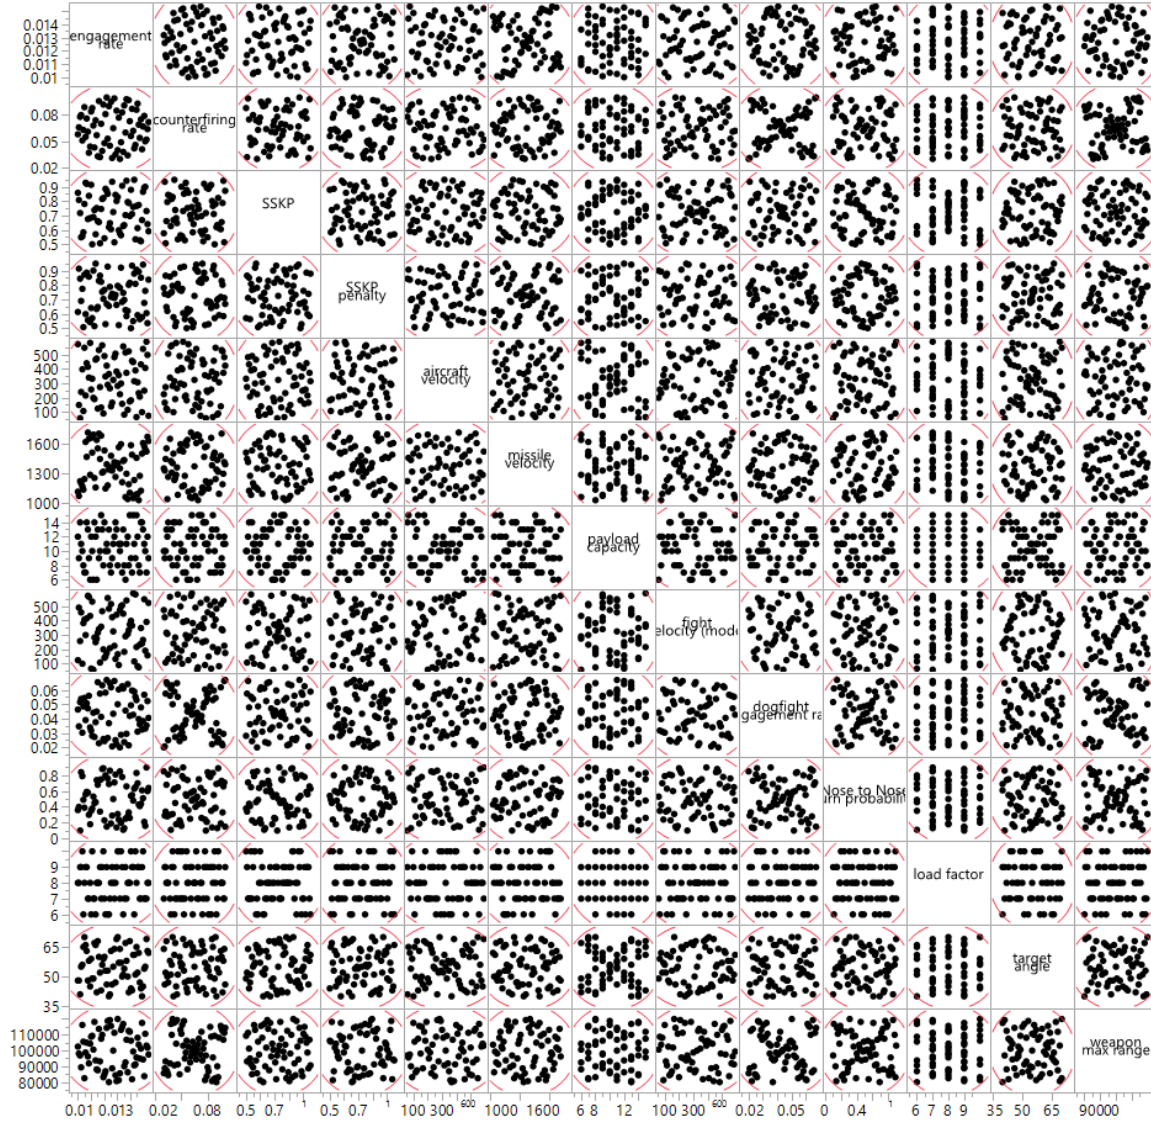 0.014
0.013
0.012
0.011
0.01
engagement
rate
0.08
0.05
0.02
counterfiring
rate
0.9
0.8
0.7
0.6
0.5
SSKP
0.9
0.8
0.7
0.6
0.5
SSKP
penalty
500
400
300
200
100
aircraft
velocity
1600
1300
1000
missile
velocity
14
12
10
8
6
payload
capacity
500
400
300
200
100
fight
elocity (mode
0.06
0.05
0.04
0.03
0.02
dogfight
gagement ra
0.8
0.6
0.4
0.2
0
Nose to Nose
urn probabilit
9
8
7
6
load factor
65
50
35
target
angle
110000
100000
90000
80000
weapon
max range
0.01 0.013 0.02 0.08 0.5 0.7 1 0.5 0.7 1 100 300 600 1000 1600 6 8 12 100 300 600 0.02 0.05 0 0.4 1 6 7 8 9 35 50 65 90000